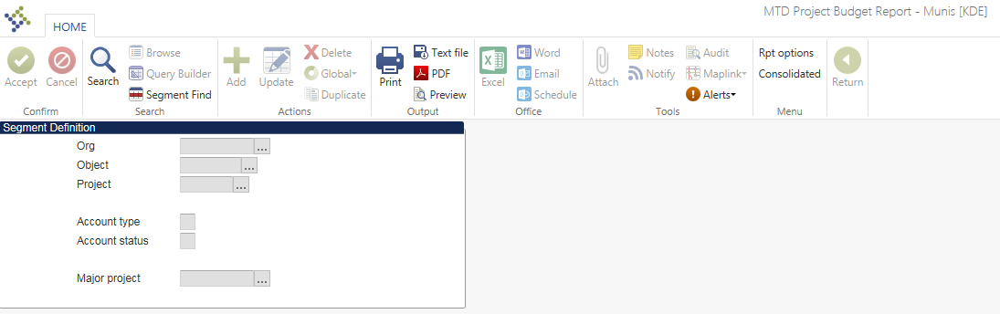 MTD Project Budget Report - Munis [KDE]
HOME
Accept
Cancel
Confirm
Search
Browse
Query Builder
Segment Find
Search
Add
Update
Delete
Global
Duplicate
Actions
Print
Text file
PDF
Preview
Output
Excel
Word
Email
Schedule
Office
Attach
Notes
Notify
Audit
Maplink
Alerts
Tools
Rpt options
Consolidated
Menu
Return
Segment Definition
Org ...
Object ...
Project ...
Account type
Account status
Major project ...